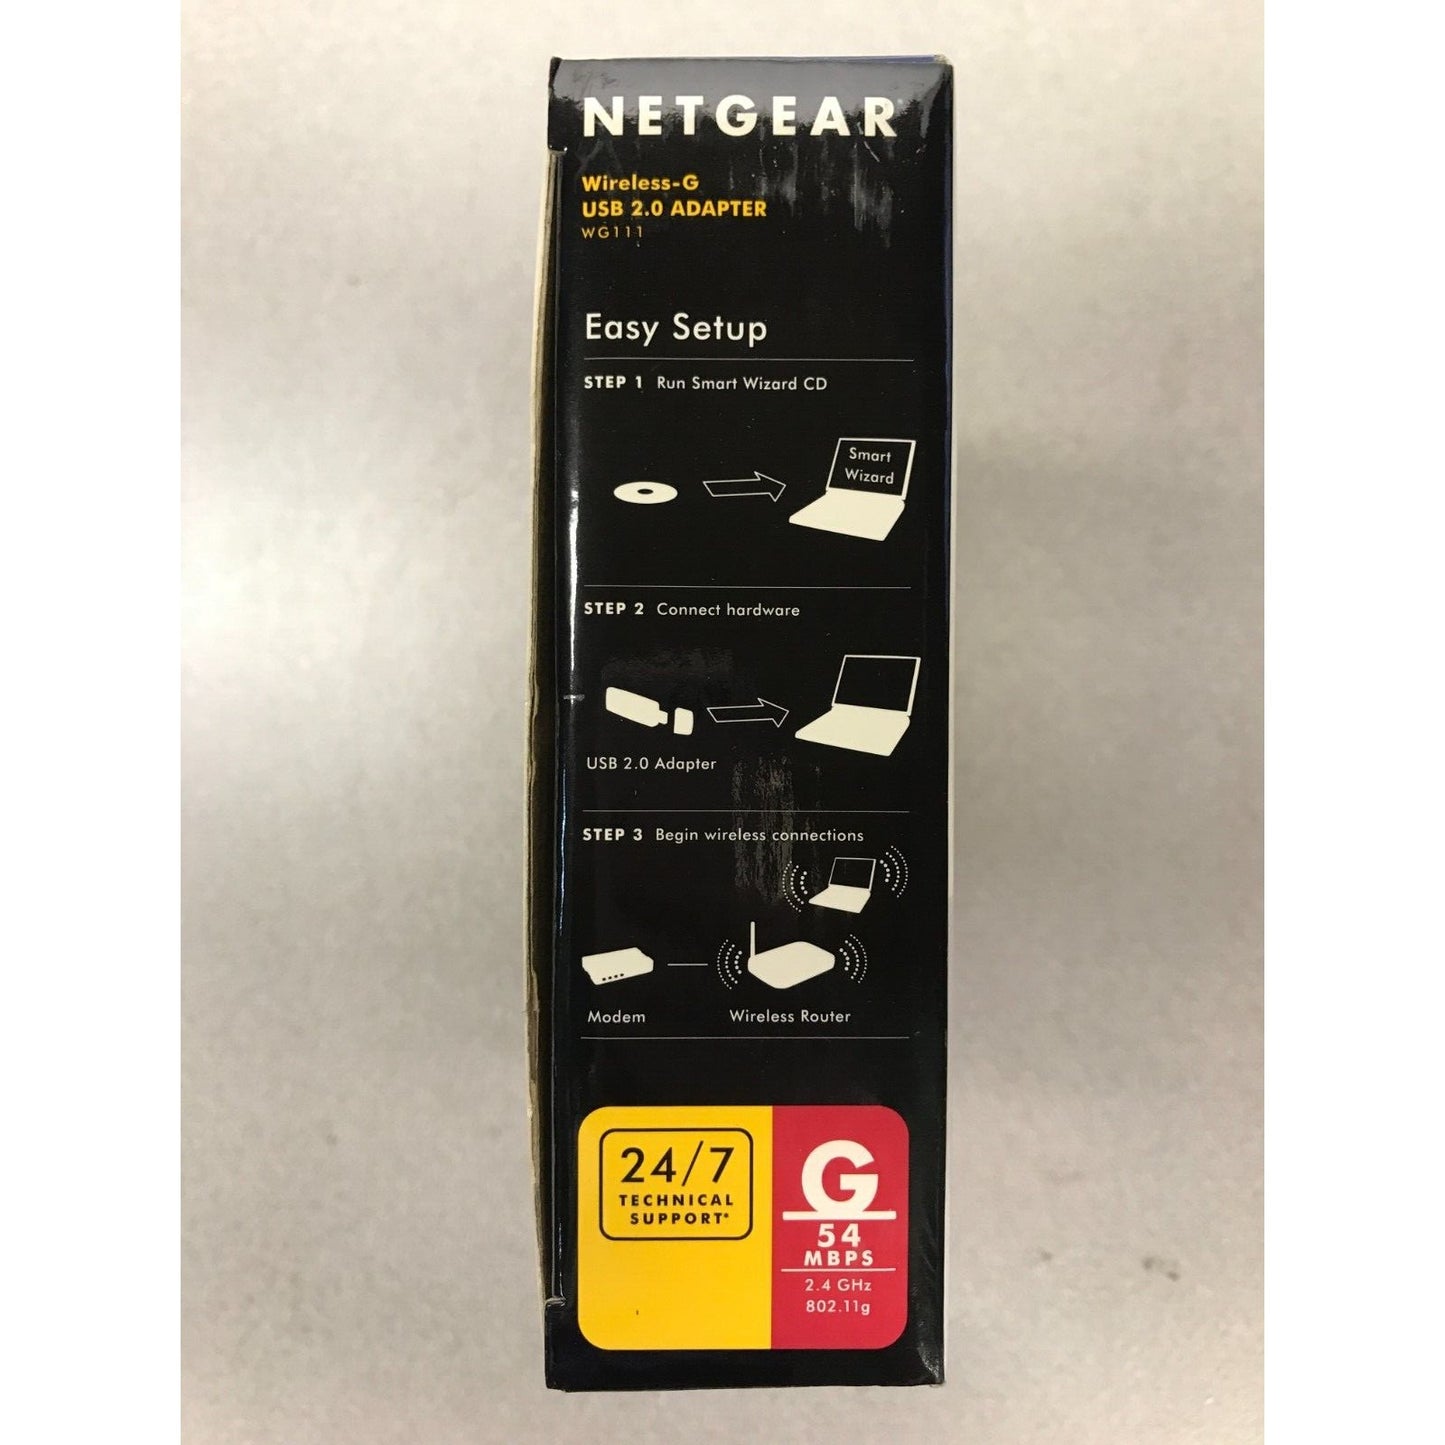 NETGEAR
Wireless-G
USB 2.0 ADAPTER
WG111
Easy Setup
STEP 1 Run Smart Wizard CD
Smart
Wizard
STEP 2 Connect hardware
USB 2.0 Adapter
STEP 3 Begin wireless connections
Modem
Wireless Router
24/7
TECHNICAL
SUPPORT*
G
54
MBPS
2.4 GHz
802.11g